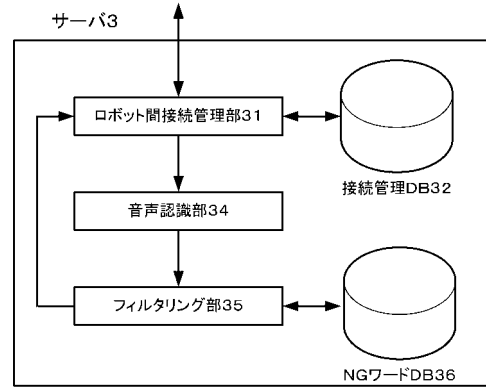 サーバ3
ロボット間接続管理部31
接続管理DB32
音声認識部34
フィルタリング部35
NGワードDB36